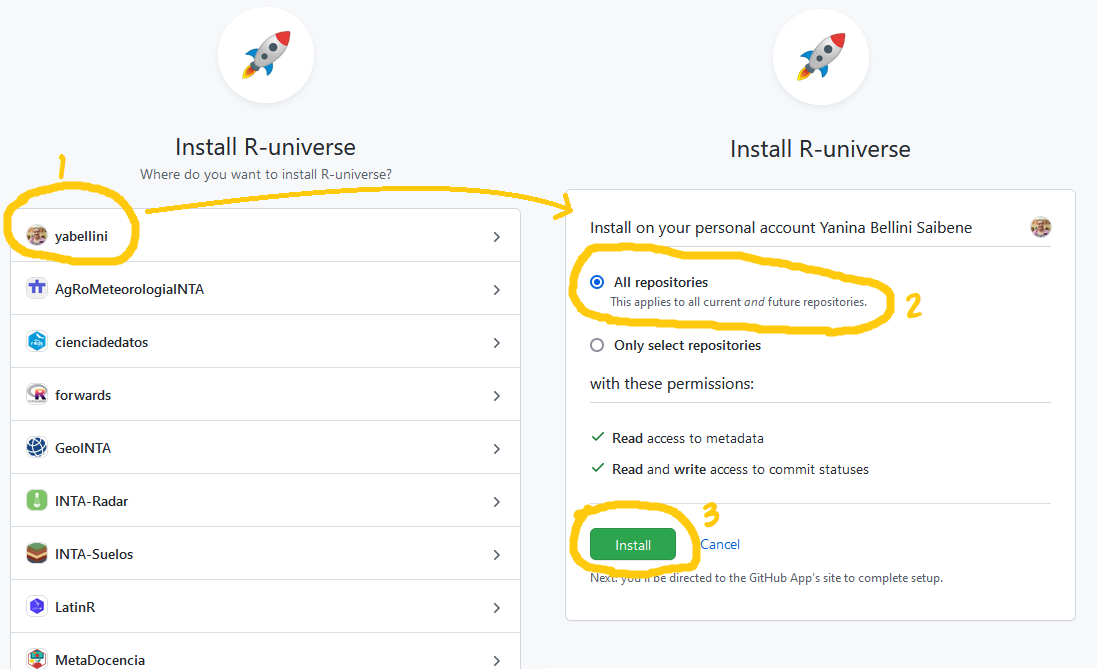 Install R-universe
Where do you want to install R-universe?
1
yabellini
AgRoMeteorologiaINTA
cienciadedatos
forwards
GeoINTA
INTA-Radar
INTA-Suelos
LatinR
MetaDocencia
Install R-universe
Install on your personal account Yanina Bellini Saibene
All repositories
This applies to all current and future repositories.
2
Only select repositories
with these permissions:
Read access to metadata
Read and write access to commit statuses
3
Install
Cancel
Next: you'll be directed to the GitHub App's site to complete setup.